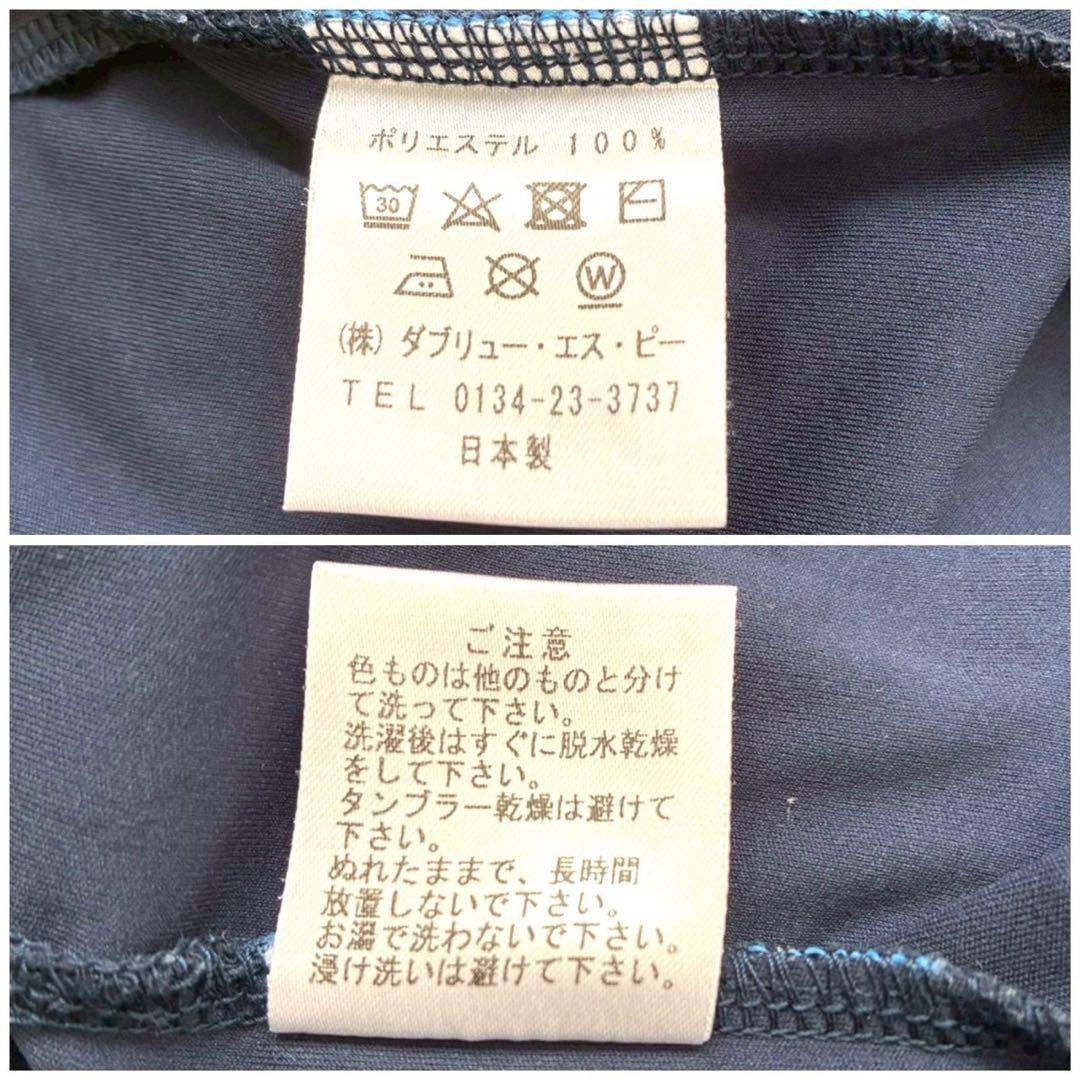 ポリエステル 100%
30
W
(株)ダブリュー・エス・ピー
TEL 0134-23-3737
日本製
ご注意
色ものは他のものと分け
て洗って下さい。
洗濯後はすぐに脱水乾燥
をして下さい。
タンブラー乾燥は避けて
下さい。
ぬれたままで、長時間
放置しないで下さい。
お湯で洗わないで下さい。
浸け洗いは避けて下さい。